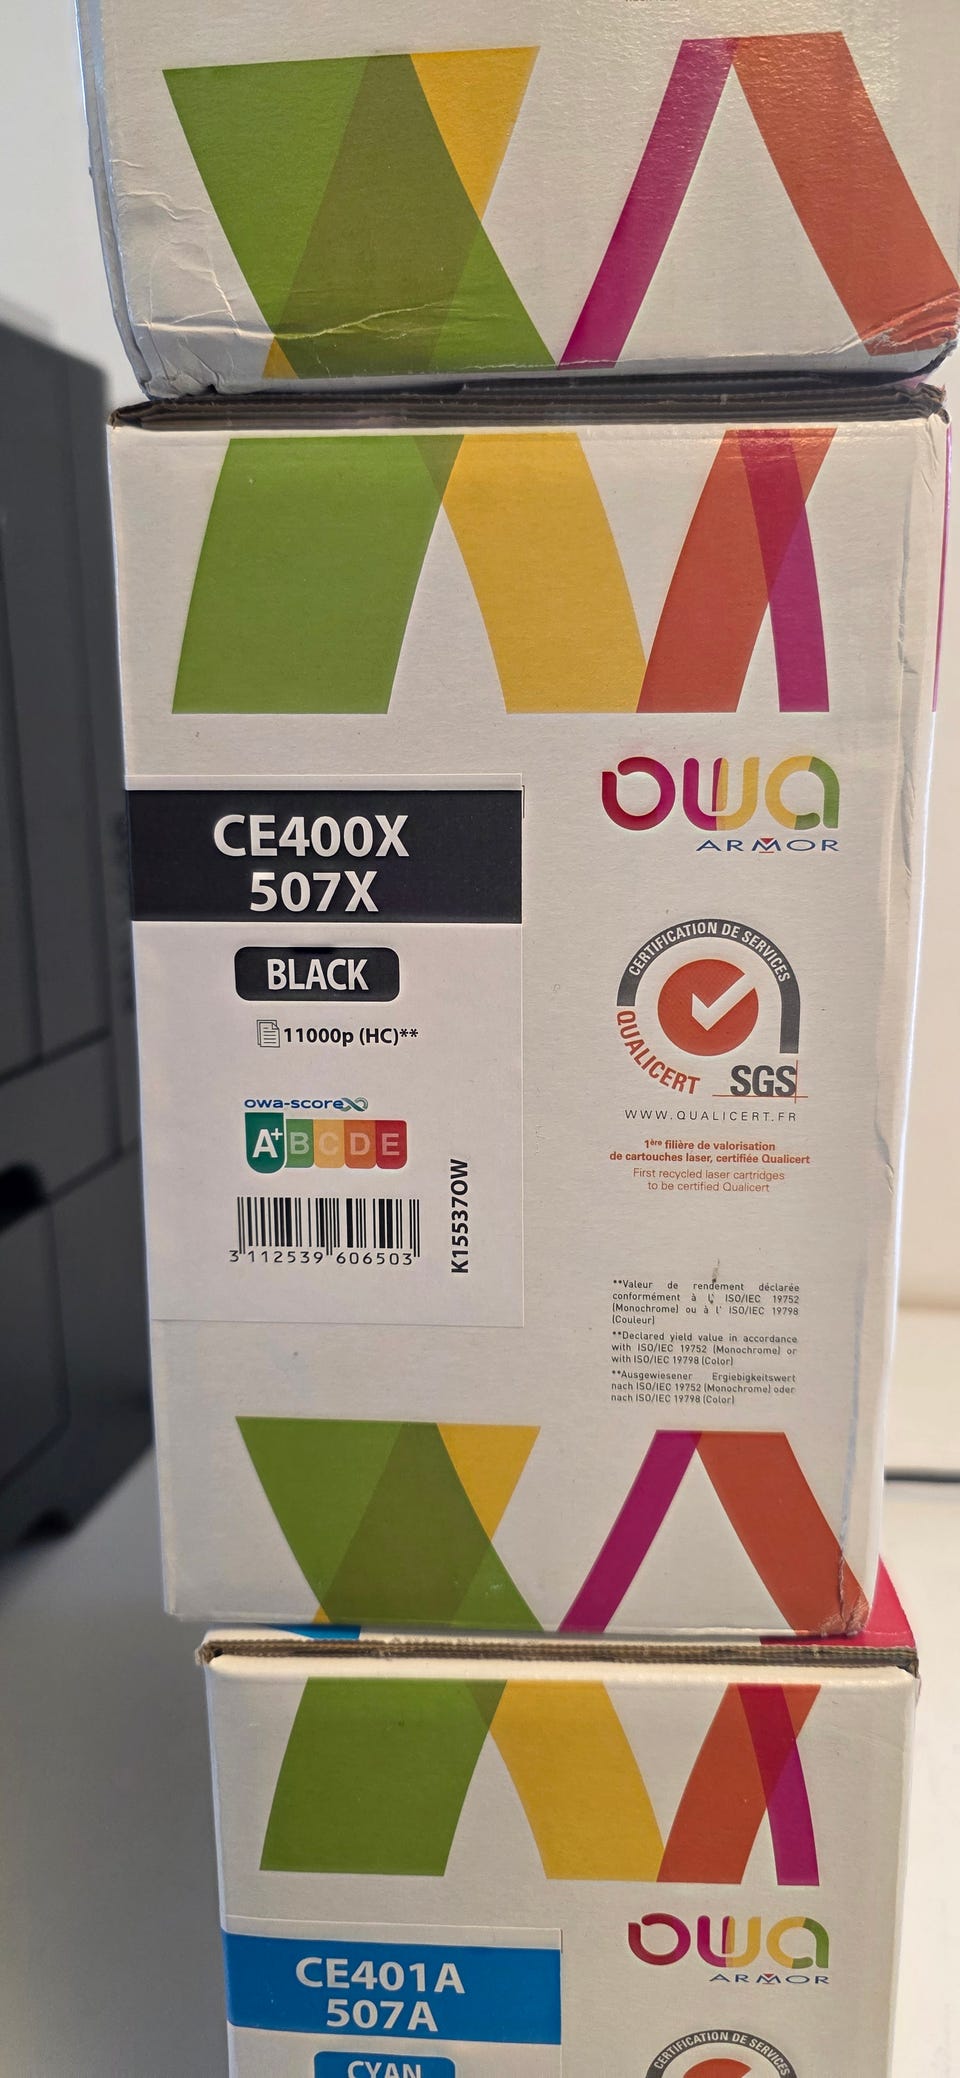 CE400X
507X
BLACK
11000p (HC)**
owa-score
A+ B C D E
3 112539 606503
K15537OW
owa
ARMOR
CERTIFICATION DE SERVICES
QUALICERT
SGS
WWW.QUALICERT.FR
1ère filière de valorisation
de cartouches laser, certifiée Qualicert
First recycled laser cartridges
to be certified Qualicert
**Valeur de rendement déclarée
conformément à l' ISO/IEC 19752
(Monochrome) ou à l' ISO/IEC 19798
(Couleur)
**Declared yield value in accordance
with ISO/IEC 19752 (Monochrome) or
with ISO/IEC 19798 (Color)
**Ausgewiesener Ergiebigkeitswert
nach ISO/IEC 19752 (Monochrome) oder
nach ISO/IEC 19798 (Color)
CE401A
507A
CYAN
owa
ARMOR
CERTIFICATION DE SERVICES